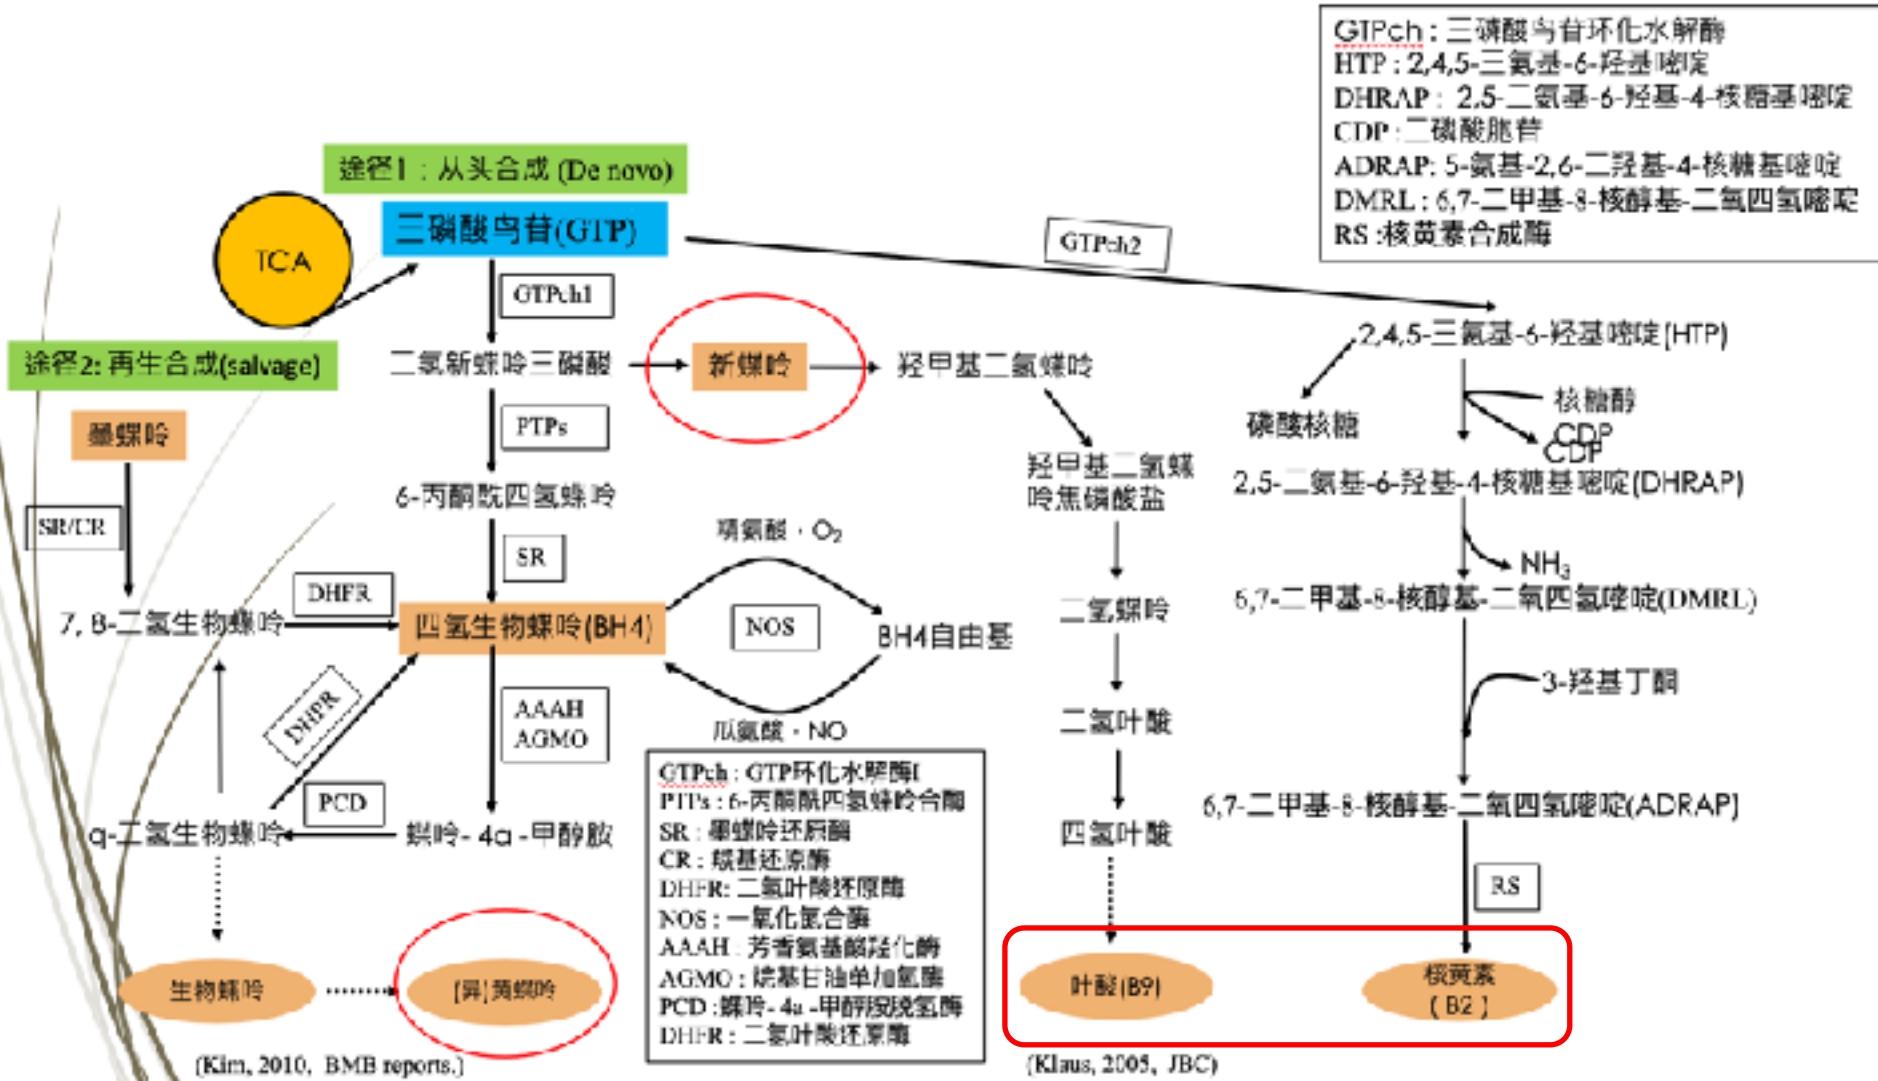 GTPch : 三磷酸鸟苷环化水解酶
HTP : 2,4,5-三氨基-6-羟基嘧啶
DHRAP : 2,5-二氨基-6-羟基-4-核糖基嘧啶
CDP : 二磷酸胞苷
ADRAP: 5-氨基-2,6-二羟基-4-核糖基嘧啶
DMRL : 6,7-二甲基-8-核醇基-二氧四氢嘧啶
RS :核黄素合成酶
途径1：从头合成 (De novo)
三磷酸鸟苷(GTP)
TCA
GTPch1
GTPch2
途径2: 再生合成(salvage)
二氢新蝶呤三磷酸
新蝶呤
羟甲基二氢蝶呤
2,4,5-三氨基-6-羟基嘧啶(HTP)
墨蝶呤
PTPs
磷酸核糖
核糖醇
CDP
CDP
羟甲基二氢蝶
呤焦磷酸盐
6-丙酮酰四氢蝶呤
2,5-二氨基-6-羟基-4-核糖基嘧啶(DHRAP)
SR/CR
SR
精氨酸，O2
NH3
DHFR
7, 8-二氢生物蝶呤
四氢生物蝶呤(BH4)
NOS
BH4自由基
二氢蝶呤
6,7-二甲基-8-核醇基-二氧四氢嘧啶(DMRL)
DHPR
AAAH
AGMO
瓜氨酸，NO
二氢叶酸
3-羟基丁酮
PCD
q-二氢生物蝶呤
蝶呤- 4a -甲醇胺
四氢叶酸
6,7-二甲基-8-核醇基-二氧四氢嘧啶(ADRAP)
GTPch : GTP环化水解酶I
PTPs : 6-丙酮酰四氢蝶呤合酶
SR : 墨蝶呤还原酶
CR : 羰基还原酶
DHFR: 二氢叶酸还原酶
NOS : 一氧化氮合酶
AAAH : 芳香氨基酸羟化酶
AGMO : 烷基甘油单加氧酶
PCD :蝶呤- 4a -甲醇胺脱氢酶
DHFR : 二氢叶酸还原酶
RS
生物蝶呤
(异)黄蝶呤
叶酸(B9)
核黄素
( B2 )
(Kim, 2010, BMB reports.)
(Klaus, 2005, JBC)